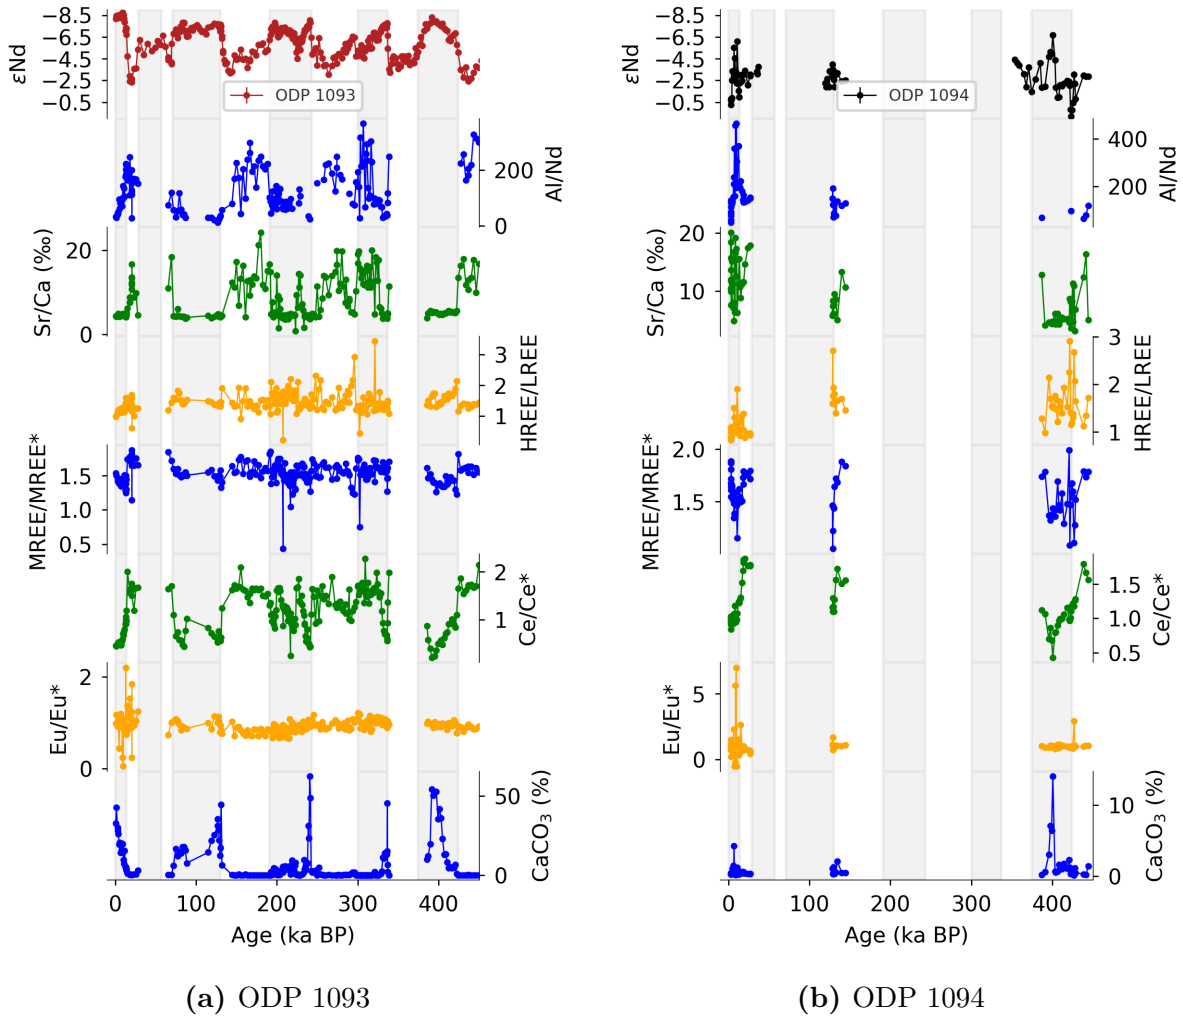 −8.5
−6.5
−4.5
−2.5
−0.5
εNd
ODP 1093
200
0
Al/Nd
20
0
Sr/Ca (‰)
3
2
1
HREE/LREE
1.5
1.0
0.5
MREE/MREE*
2
1
Ce/Ce*
2
0
Eu/Eu*
50
0
CaCO₃ (%)
0 100 200 300 400
Age (ka BP)
(a) ODP 1093
−8.5
−6.5
−4.5
−2.5
−0.5
εNd
ODP 1094
400
200
Al/Nd
20
10
Sr/Ca (‰)
3
2
1
HREE/LREE
2.0
1.5
MREE/MREE*
1.5
1.0
0.5
Ce/Ce*
5
0
Eu/Eu*
10
0
CaCO₃ (%)
0 100 200 300 400
Age (ka BP)
(b) ODP 1094